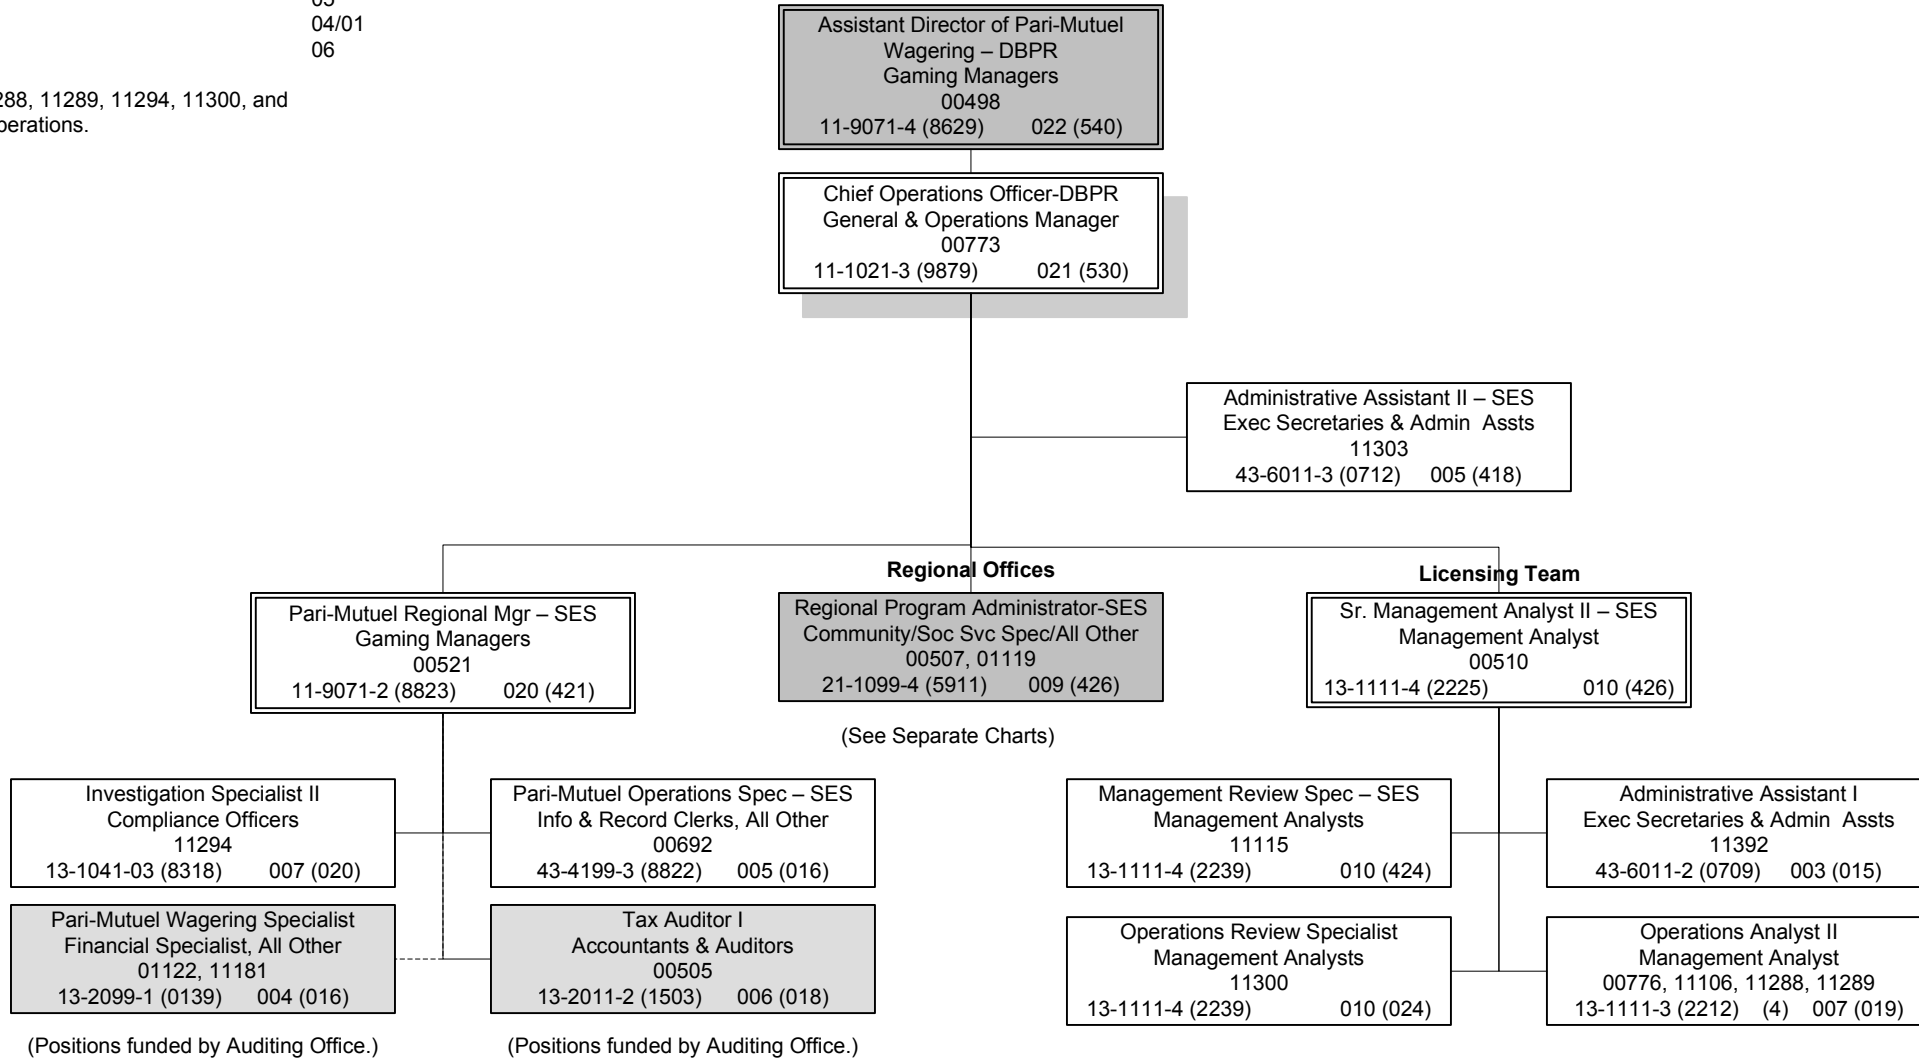 04/01
06
288, 11289, 11294, 11300, and
perations.
Assistant Director of Pari-Mutuel
Wagering – DBPR
Gaming Managers
00498
11-9071-4 (8629) 022 (540)
Chief Operations Officer-DBPR
General & Operations Manager
00773
11-1021-3 (9879) 021 (530)
Administrative Assistant II – SES
Exec Secretaries & Admin Assts
11303
43-6011-3 (0712) 005 (418)
Pari-Mutuel Regional Mgr – SES
Gaming Managers
00521
11-9071-2 (8823) 020 (421)
Regional Offices
Regional Program Administrator-SES
Community/Soc Svc Spec/All Other
00507, 01119
21-1099-4 (5911) 009 (426)
(See Separate Charts)
Licensing Team
Sr. Management Analyst II – SES
Management Analyst
00510
13-1111-4 (2225) 010 (426)
Investigation Specialist II
Compliance Officers
11294
13-1041-03 (8318) 007 (020)
Pari-Mutuel Operations Spec – SES
Info & Record Clerks, All Other
00692
43-4199-3 (8822) 005 (016)
Management Review Spec – SES
Management Analysts
11115
13-1111-4 (2239) 010 (424)
Administrative Assistant I
Exec Secretaries & Admin Assts
11392
43-6011-2 (0709) 003 (015)
Pari-Mutuel Wagering Specialist
Financial Specialist, All Other
01122, 11181
13-2099-1 (0139) 004 (016)
(Positions funded by Auditing Office.)
Tax Auditor I
Accountants & Auditors
00505
13-2011-2 (1503) 006 (018)
(Positions funded by Auditing Office.)
Operations Review Specialist
Management Analysts
11300
13-1111-4 (2239) 010 (024)
Operations Analyst II
Management Analyst
00776, 11106, 11288, 11289
13-1111-3 (2212) (4) 007 (019)